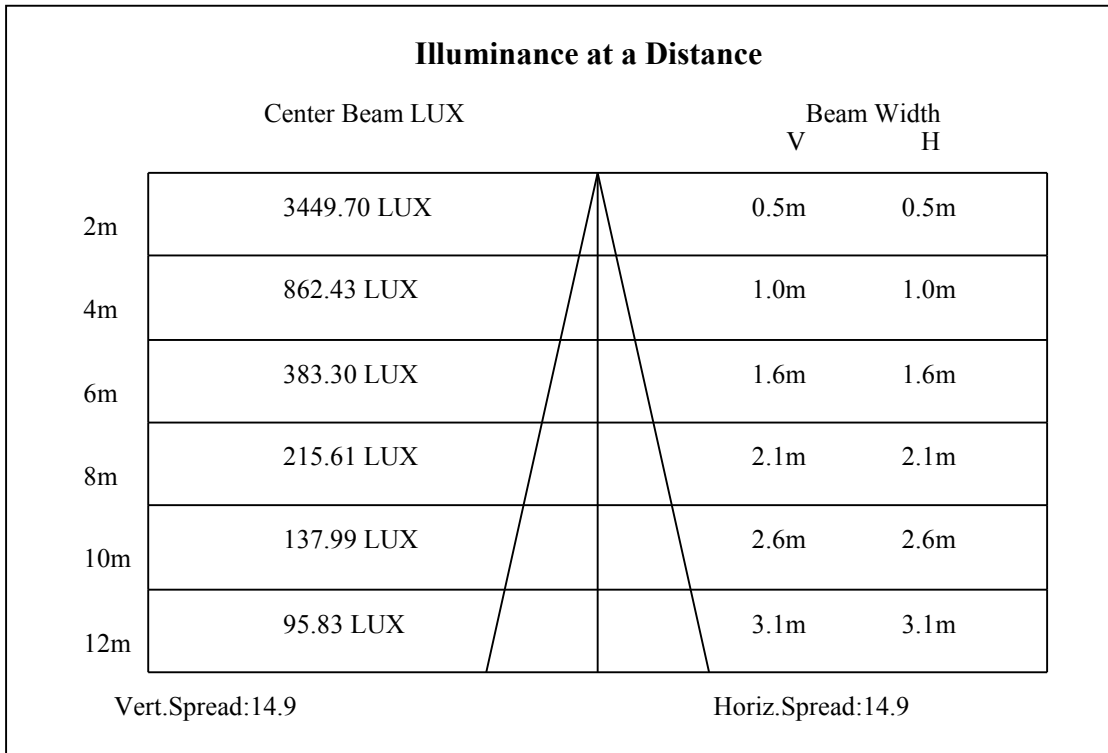 Illuminance at a Distance
Center Beam LUX Beam Width
V H
2m 3449.70 LUX 0.5m 0.5m
4m 862.43 LUX 1.0m 1.0m
6m 383.30 LUX 1.6m 1.6m
8m 215.61 LUX 2.1m 2.1m
10m 137.99 LUX 2.6m 2.6m
12m 95.83 LUX 3.1m 3.1m
Vert.Spread:14.9 Horiz.Spread:14.9